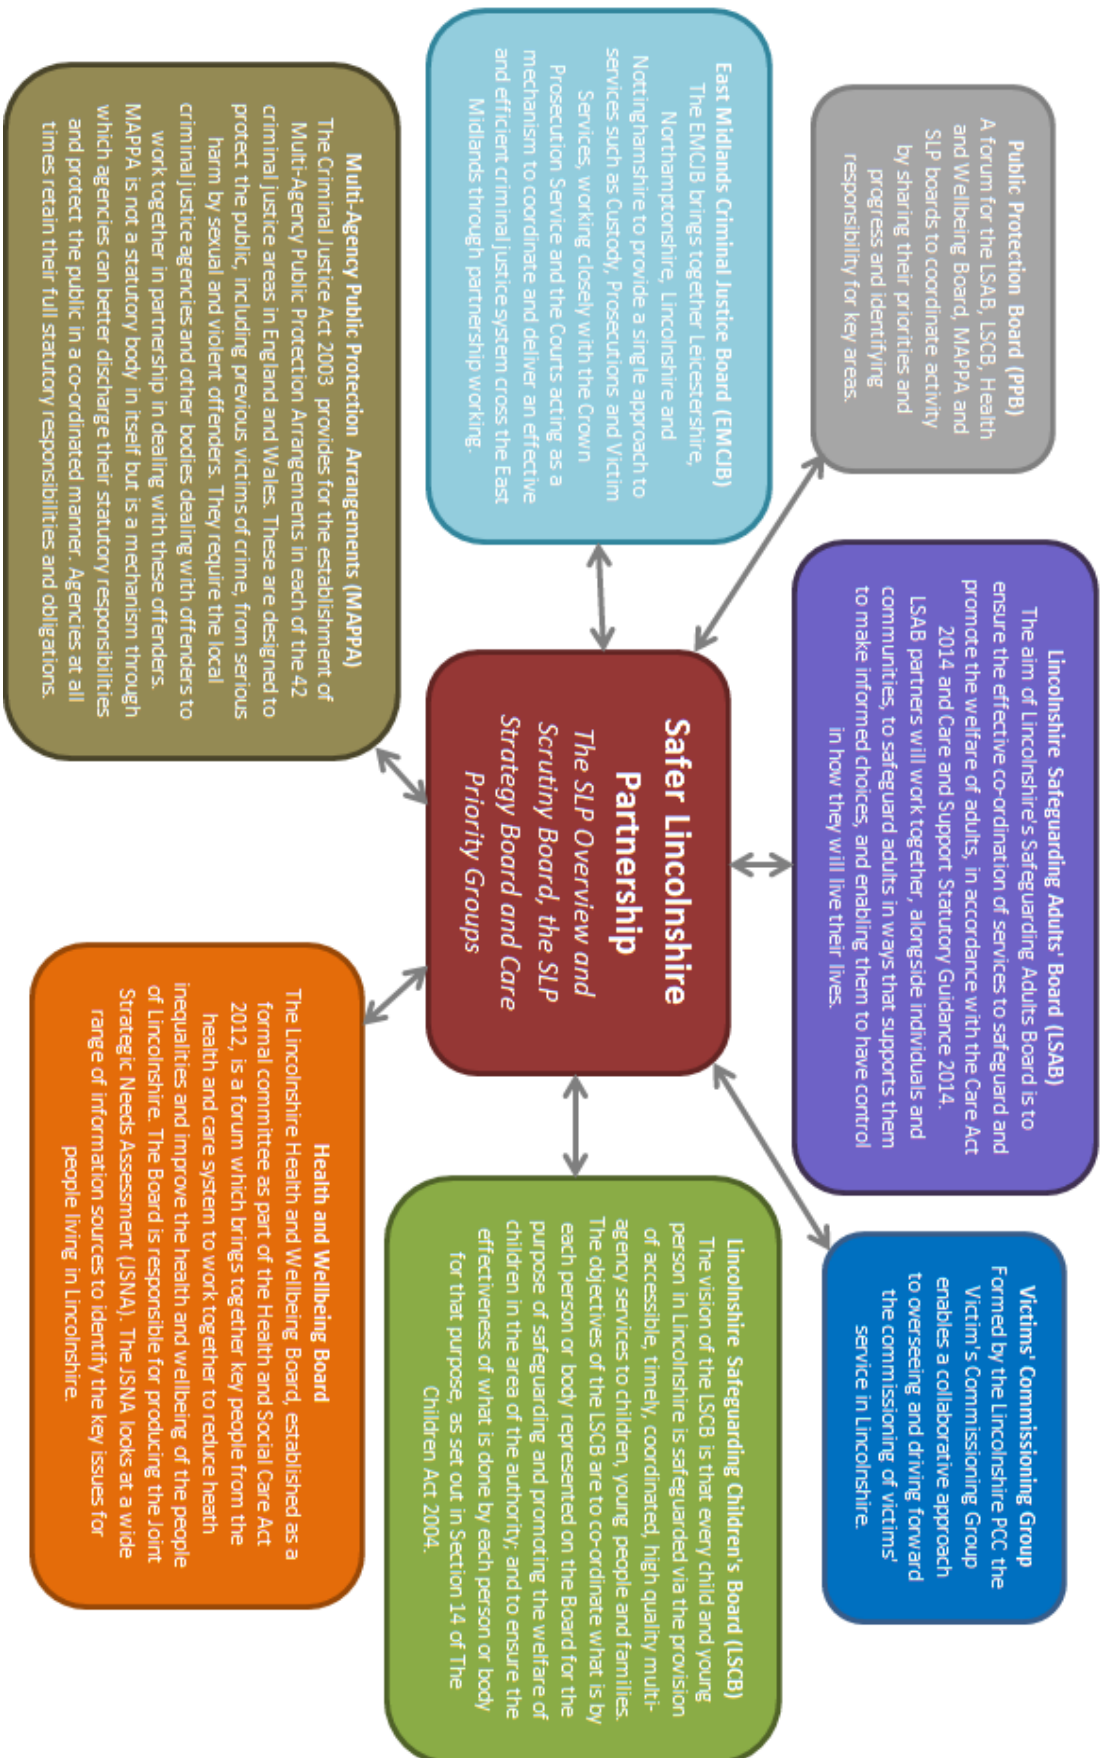 Public Protection Board (PPB)
A forum for the LSAB, LSCB, Health
and Wellbeing Board, MAPPA and
SLP boards to coordinate activity
by sharing their priorities and
progress and identifying
responsibility for key areas.
Lincolnshire Safeguarding Adults' Board (LSAB)
The aim of Lincolnshire's Safeguarding Adults Board is to
ensure the effective co-ordination of services to safeguard and
promote the welfare of adults, in accordance with the Care Act
2014 and Care and Support Statutory Guidance 2014.
LSAB partners will work together, alongside individuals and
communities, to safeguard adults in ways that supports them
to make informed choices, and enabling them to have control
in how they will live their lives.
Victims' Commissioning Group
Formed by the Lincolnshire PCC the
Victim's Commissioning Group
enables a collaborative approach
to overseeing and driving forward
the commissioning of victims'
service in Lincolnshire.
East Midlands Criminal Justice Board (EMCJB)
The EMCJB brings together Leicestershire,
Northamptonshire, Lincolnshire and
Nottinghamshire to provide a single approach to
services such as Custody, Prosecutions and Victim
Services, working closely with the Crown
Prosecution Service and the Courts acting as a
mechanism to coordinate and deliver an effective
and efficient criminal justice system cross the East
Midlands through partnership working.
Safer Lincolnshire
Partnership
The SLP Overview and
Scrutiny Board, the SLP
Strategy Board and Care
Priority Groups
Lincolnshire Safeguarding Children's Board (LSCB)
The vision of the LSCB is that every child and young
person in Lincolnshire is safeguarded via the provision
of accessible, timely, coordinated, high quality multi-
agency services to children, young people and families.
The objectives of the LSCB are to co-ordinate what is by
each person or body represented on the Board for the
purpose of safeguarding and promoting the welfare of
children in the area of the authority; and to ensure the
effectiveness of what is done by each person or body
for that purpose, as set out in Section 14 of The
Children Act 2004.
Multi-Agency Public Protection Arrangements (MAPPA)
The Criminal Justice Act 2003 provides for the establishment of
Multi-Agency Public Protection Arrangements in each of the 42
criminal justice areas in England and Wales. These are designed to
protect the public, including previous victims of crime, from serious
harm by sexual and violent offenders. They require the local
criminal justice agencies and other bodies dealing with offenders to
work together in partnership in dealing with these offenders.
MAPPA is not a statutory body in itself but is a mechanism through
which agencies can better discharge their statutory responsibilities
and protect the public in a co-ordinated manner. Agencies at all
times retain their full statutory responsibilities and obligations.
Health and Wellbeing Board
The Lincolnshire Health and Wellbeing Board, established as a
formal committee as part of the Health and Social Care Act
2012, is a forum which brings together key people from the
health and care system to work together to reduce heath
inequalities and improve the health and wellbeing of the people
of Lincolnshire. The Board is responsible for producing the Joint
Strategic Needs Assessment (JSNA). The JSNA looks at a wide
range of information sources to identify the key issues for
people living in Lincolnshire.